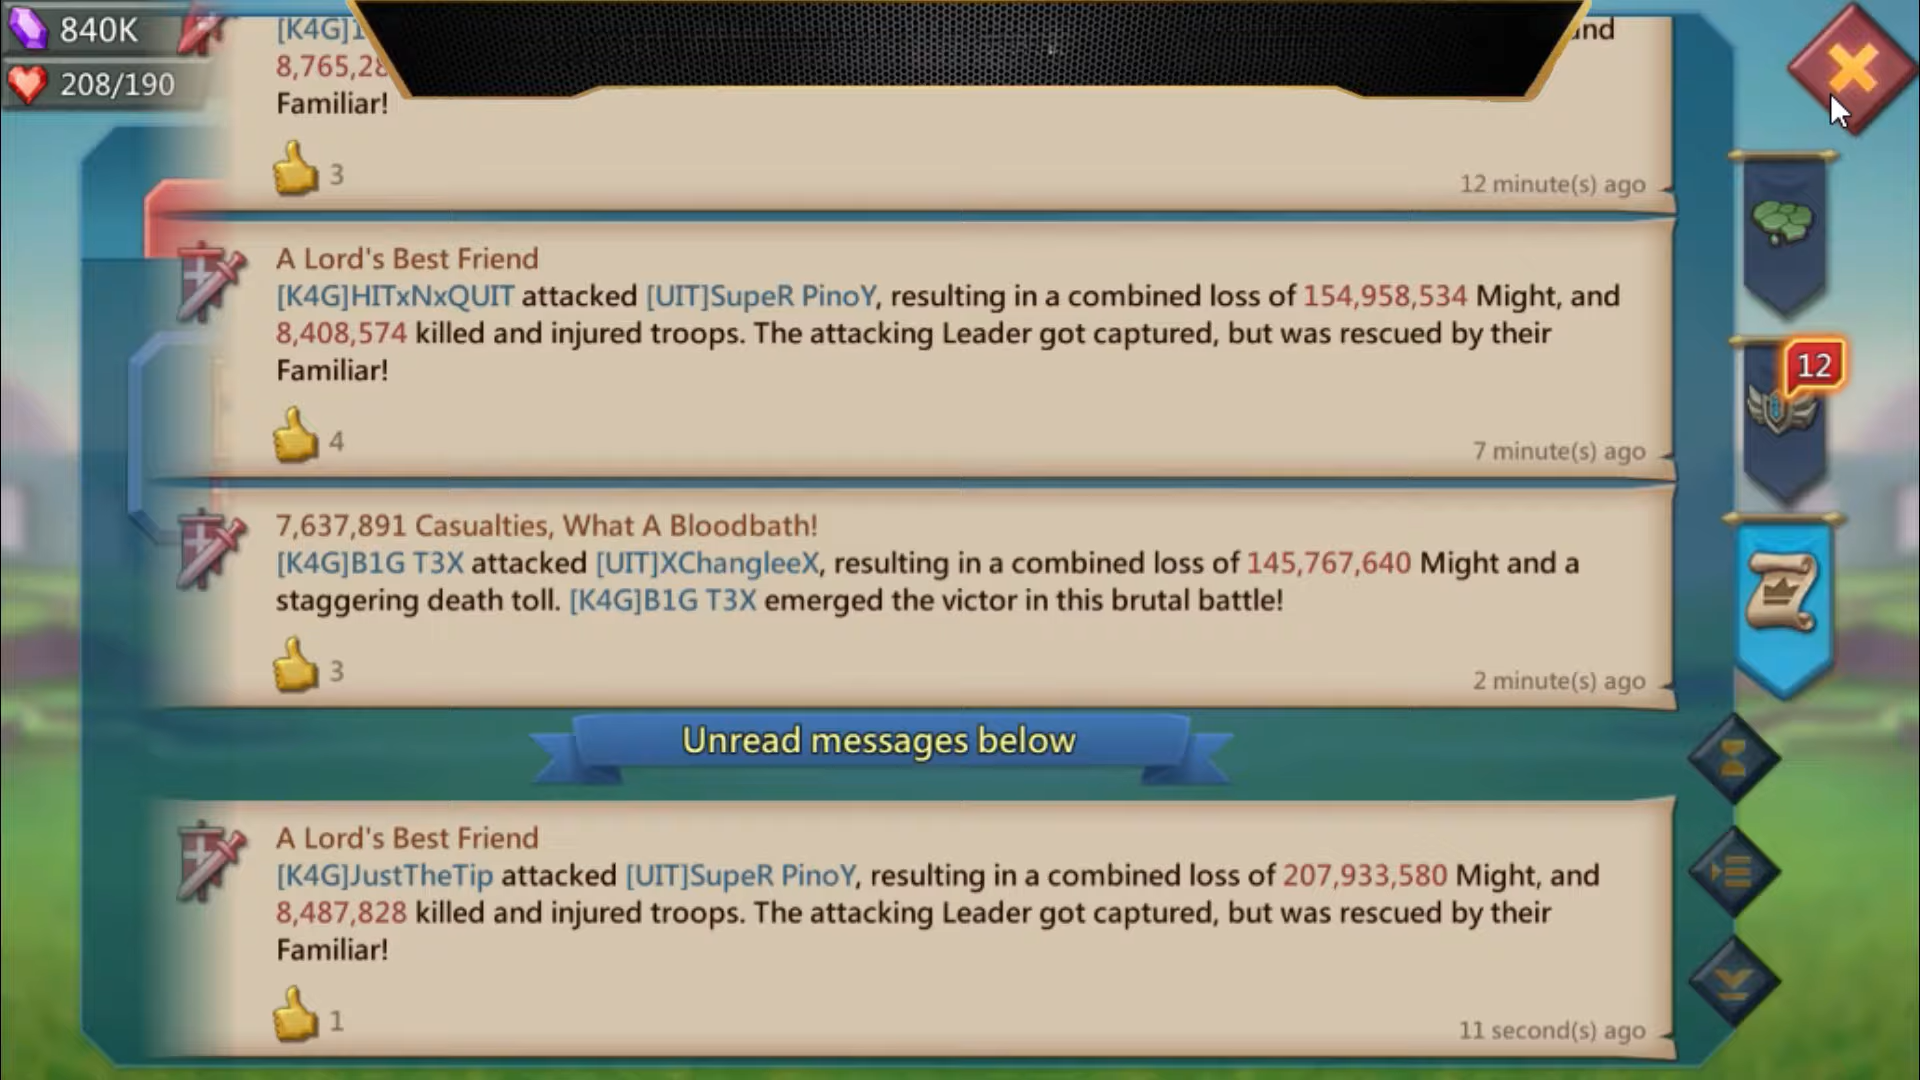 840K
208/190
[K4G]
8,765,28
Familiar!
3
12 minute(s) ago
A Lord's Best Friend
[K4G]HITxNxQUIT attacked [UIT]SupeR PinoY, resulting in a combined loss of 154,958,534 Might, and
8,408,574 killed and injured troops. The attacking Leader got captured, but was rescued by their
Familiar!
4
7 minute(s) ago
12
7,637,891 Casualties, What A Bloodbath!
[K4G]B1G T3X attacked [UIT]XChangleeX, resulting in a combined loss of 145,767,640 Might and a
staggering death toll. [K4G]B1G T3X emerged the victor in this brutal battle!
3
2 minute(s) ago
Unread messages below
A Lord's Best Friend
[K4G]JustTheTip attacked [UIT]SupeR PinoY, resulting in a combined loss of 207,933,580 Might, and
8,487,828 killed and injured troops. The attacking Leader got captured, but was rescued by their
Familiar!
1
11 second(s) ago